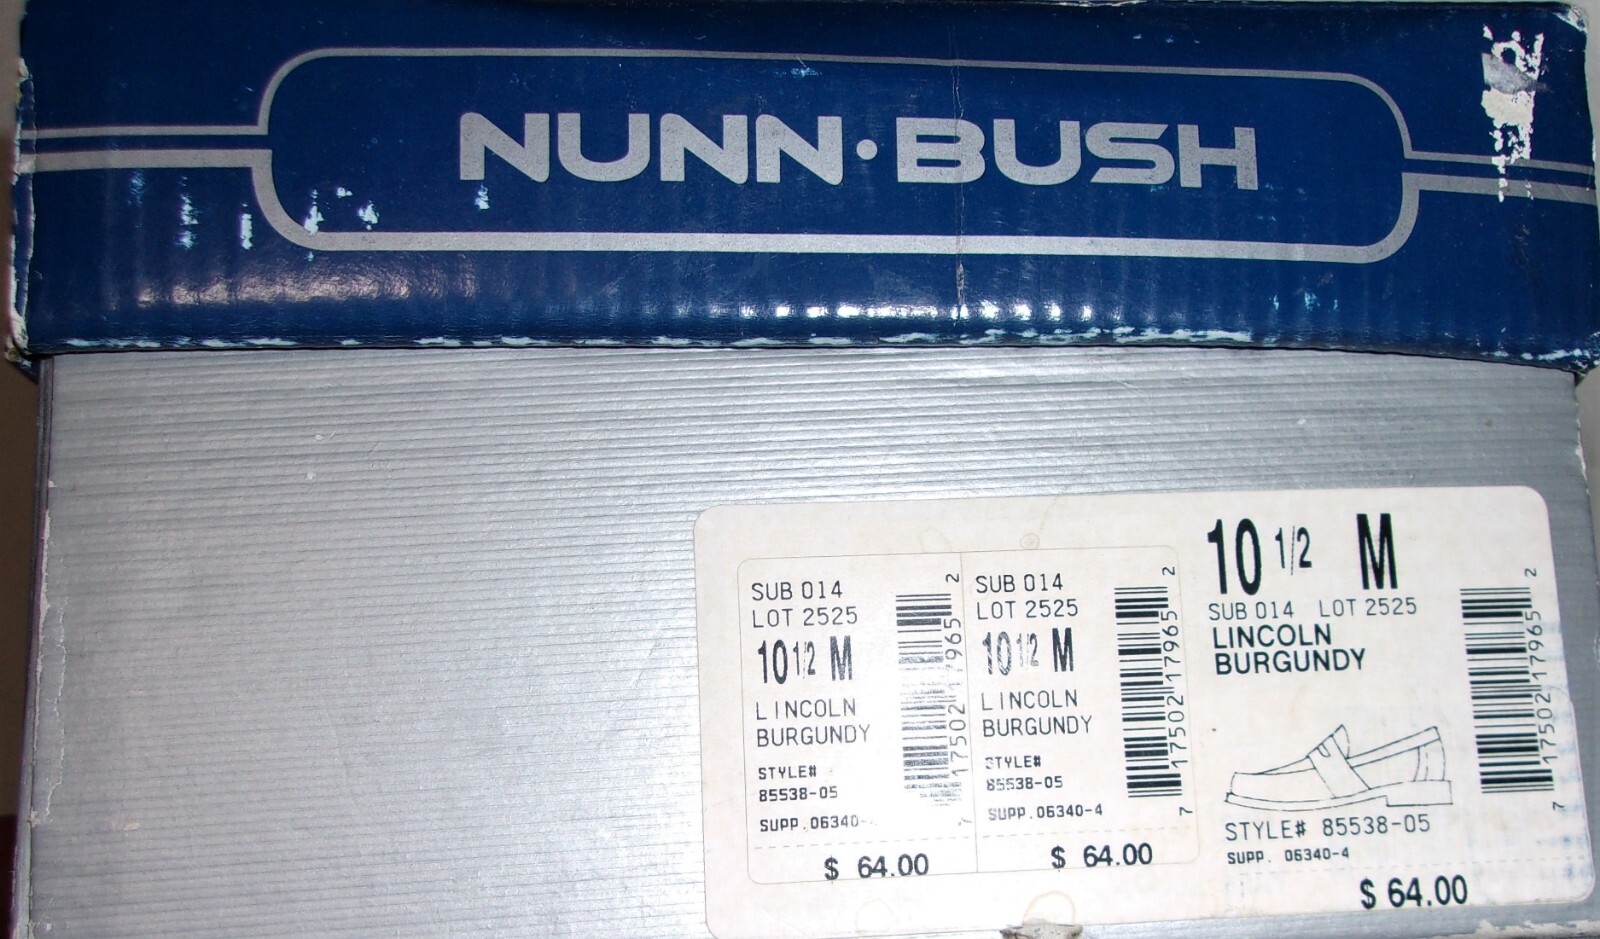 NUNN·BUSH
SUB 014
LOT 2525
10 1/2 M
LINCOLN
BURGUNDY
STYLE#
85538-05
SUPP. 06340-
$ 64.00
2
17502 17965
SUB 014
LOT 2525
10 1/2 M
LINCOLN
BURGUNDY
STYLE#
85538-05
SUPP. 06340-4
$ 64.00
2
17502 17965
7
10 1/2 M
SUB 014 LOT 2525
LINCOLN
BURGUNDY
STYLE# 85538-05
SUPP. 06340-4
$ 64.00
2
17502 17965
7